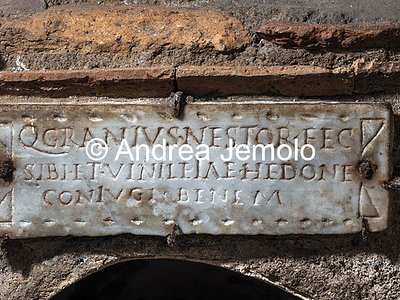 Q GRANIVS NESTOR · FEC
© Andrea Jemolo
SIBI ET · VINILEIAE · HEDONE
CONIVGI · BENE M